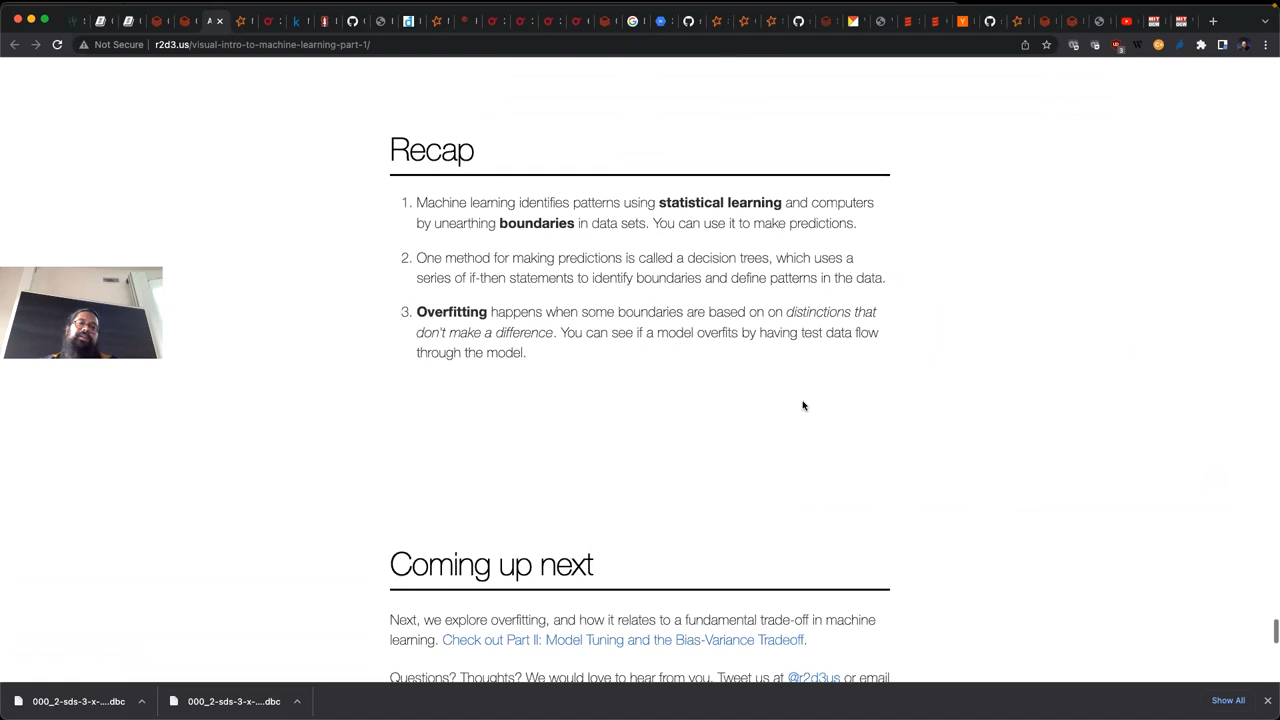 Not Secure
r2d3.us/visual-intro-to-machine-learning-part-1/
Recap
1. Machine learning identifies patterns using statistical learning and computers
by unearthing boundaries in data sets. You can use it to make predictions.
2. One method for making predictions is called a decision trees, which uses a
series of if-then statements to identify boundaries and define patterns in the data.
3. Overfitting happens when some boundaries are based on on distinctions that
don't make a difference. You can see if a model overfits by having test data flow
through the model.
Coming up next
Next, we explore overfitting, and how it relates to a fundamental trade-off in machine
learning. Check out Part II: Model Tuning and the Bias-Variance Tradeoff.
Questions? Thoughts? We would love to hear from you. Tweet us at @r2d3us or email
000_2-sds-3-x-....dbc
000_2-sds-3-x-....dbc
Show All